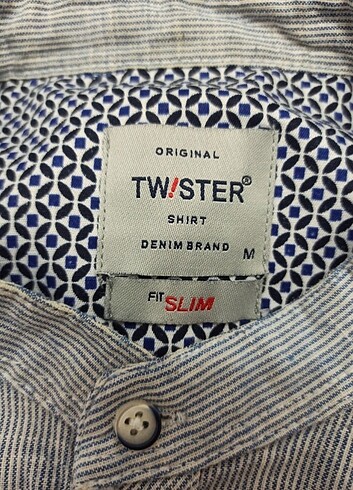 ORIGINAL
TW!STER®
SHIRT
DENIM BRAND M
FIT SLIM